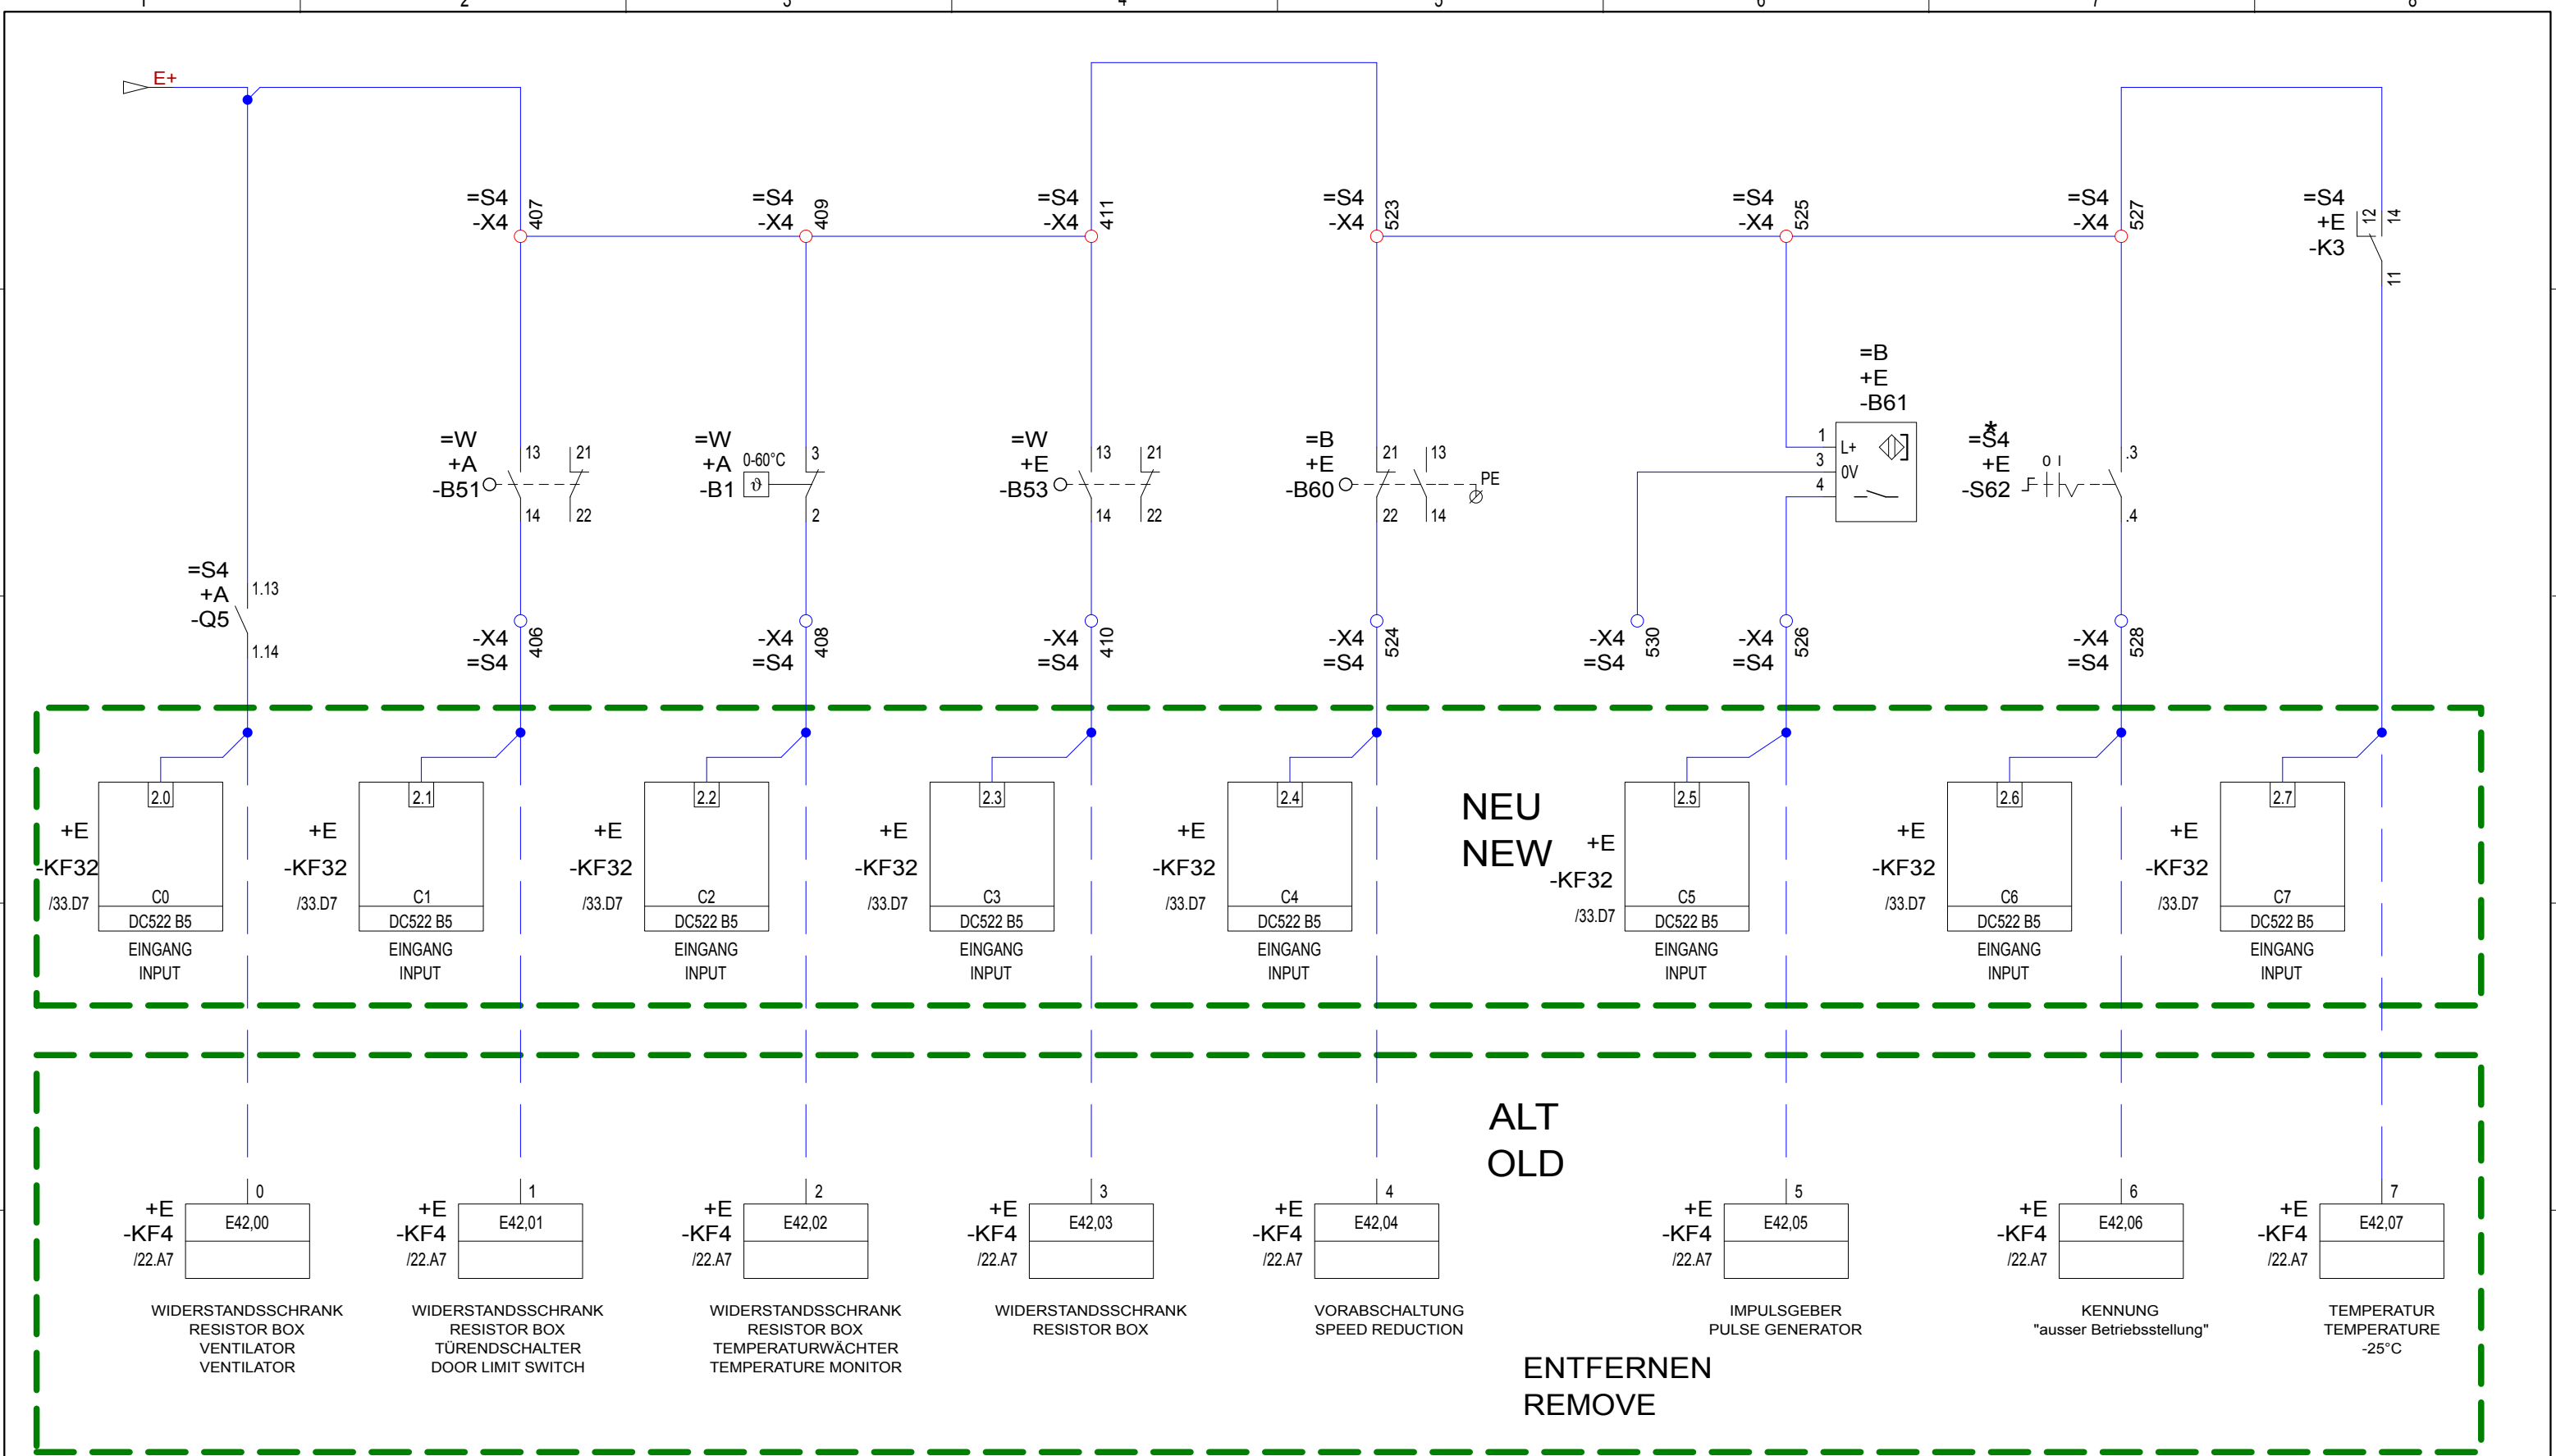 1 2 3 4 5 6 7 8
E+
=S4
-X4
407
=S4
-X4
409
=S4
-X4
411
=S4
-X4
523
=S4
-X4
525
=S4
-X4
527
=S4
+E
-K3
12
14
11
=S4
+A
-Q5
1.13
1.14
=W
+A
-B51
13
21
14
22
=W
+A
-B1
0-60°C
ϑ
3
2
=W
+E
-B53
13
21
14
22
=B
+E
-B60
21
13
22
14
PE
=B
+E
-B61
1
L+
3
0V
4
*
=S4
+E
-S62
0 I
.3
.4
-X4
=S4
406
-X4
=S4
408
-X4
=S4
410
-X4
=S4
524
-X4
=S4
530
-X4
=S4
526
-X4
=S4
528
+E
-KF32
/33.D7
2.0
C0
DC522 B5
EINGANG
INPUT
+E
-KF32
/33.D7
2.1
C1
DC522 B5
EINGANG
INPUT
+E
-KF32
/33.D7
2.2
C2
DC522 B5
EINGANG
INPUT
+E
-KF32
/33.D7
2.3
C3
DC522 B5
EINGANG
INPUT
+E
-KF32
/33.D7
2.4
C4
DC522 B5
EINGANG
INPUT
NEU
NEW
+E
-KF32
/33.D7
2.5
C5
DC522 B5
EINGANG
INPUT
+E
-KF32
/33.D7
2.6
C6
DC522 B5
EINGANG
INPUT
+E
-KF32
/33.D7
2.7
C7
DC522 B5
EINGANG
INPUT
ALT
OLD
+E
-KF4
/22.A7
0
E42,00
WIDERSTANDSSCHRANK
RESISTOR BOX
VENTILATOR
VENTILATOR
+E
-KF4
/22.A7
1
E42,01
WIDERSTANDSSCHRANK
RESISTOR BOX
TÜRENDSCHALTER
DOOR LIMIT SWITCH
+E
-KF4
/22.A7
2
E42,02
WIDERSTANDSSCHRANK
RESISTOR BOX
TEMPERATURWÄCHTER
TEMPERATURE MONITOR
+E
-KF4
/22.A7
3
E42,03
WIDERSTANDSSCHRANK
RESISTOR BOX
+E
-KF4
/22.A7
4
E42,04
VORABSCHALTUNG
SPEED REDUCTION
+E
-KF4
/22.A7
5
E42,05
IMPULSGEBER
PULSE GENERATOR
+E
-KF4
/22.A7
6
E42,06
KENNUNG
"ausser Betriebsstellung"
+E
-KF4
/22.A7
7
E42,07
TEMPERATUR
TEMPERATURE
-25°C
ENTFERNEN
REMOVE